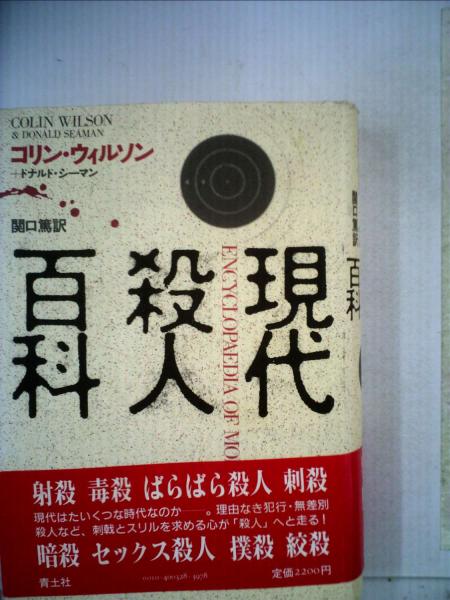 COLIN WILSON
& DONALD SEAMAN
コリン・ウィルソン
+ドナルド・シーマン
関口篤訳
現代
殺人
百科
ENCYCLOPAEDIA OF MO
関口篤訳
百科
射殺 毒殺 ばらばら殺人 刺殺
現代はたいくつな時代なのか──。理由なき犯行・無差別
殺人など、刺戟とスリルを求める心が「殺人」へと走る!
暗殺 セックス殺人 撲殺 絞殺
青土社
0010-400328-3978
定価2200円